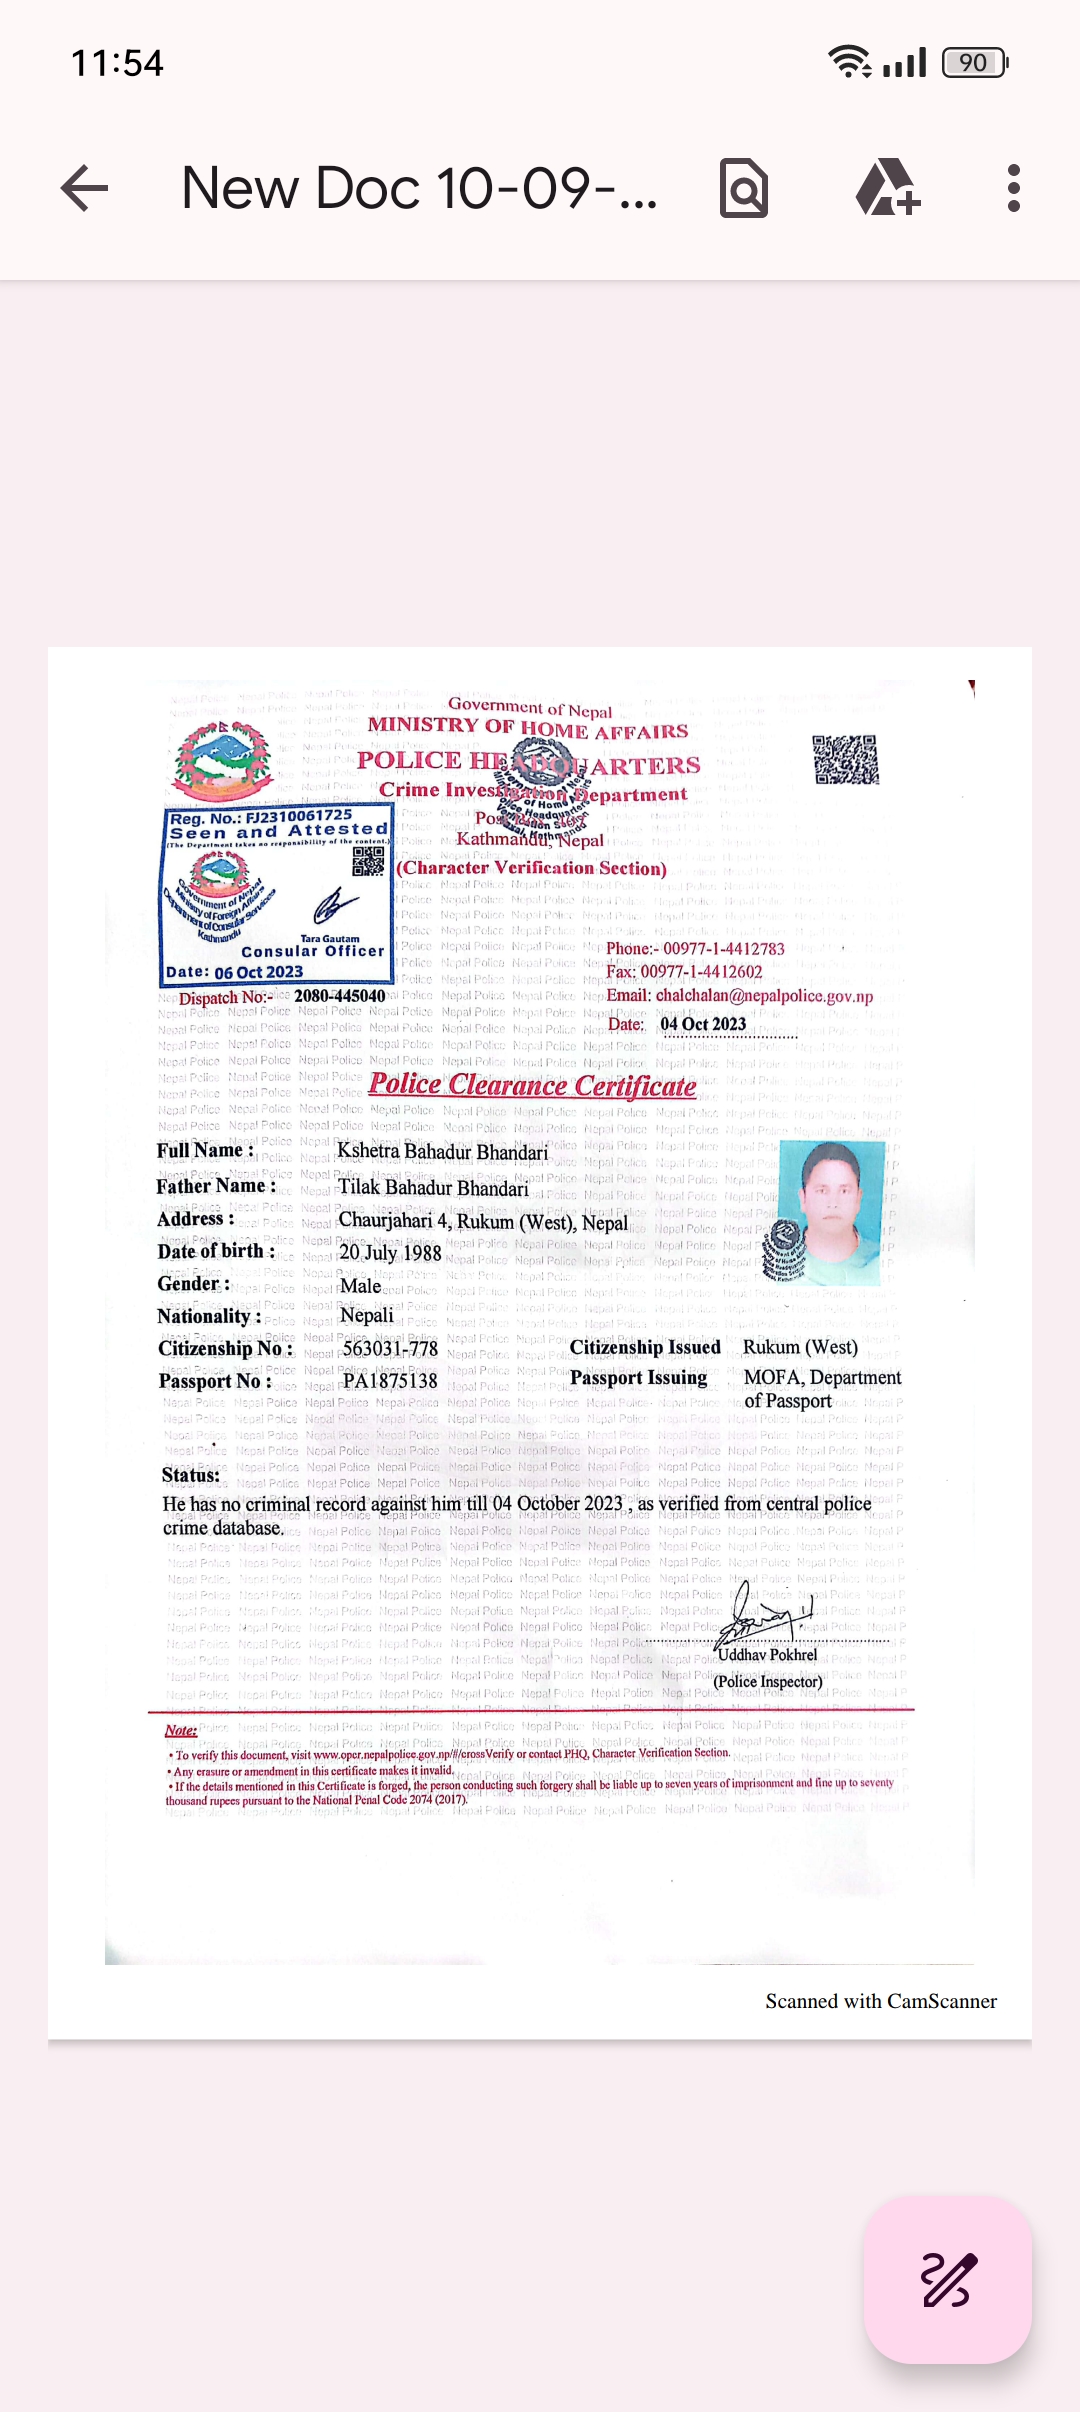 11:54
90
New Doc 10-09-...
Government of Nepal
MINISTRY OF HOME AFFAIRS
POLICE HEADQUARTERS
Crime Investigation Department
Kathmandu, Nepal
(Character Verification Section)
Reg. No.: FJ2310061725
Seen and Attested
(The Department takes no responsibility of the content.)
Government of Nepal
Ministry of Foreign Affairs
Department of Consular Services
Kathmandu
Tara Gautam
Consular Officer
Date: 06 Oct 2023
Dispatch No:- 2080-445040
Phone:- 00977-1-4412783
Fax: 00977-1-4412602
Email: chalchalan@nepalpolice.gov.np
Date: 04 Oct 2023
Police Clearance Certificate
Full Name : Kshetra Bahadur Bhandari
Father Name : Tilak Bahadur Bhandari
Address : Chaurjahari 4, Rukum (West), Nepal
Date of birth : 20 July 1988
Gender : Male
Nationality : Nepali
Citizenship No : 563031-778 Citizenship Issued Rukum (West)
Passport No : PA1875138 Passport Issuing MOFA, Department
of Passport
Status:
He has no criminal record against him till 04 October 2023 , as verified from central police
crime database.
Uddhav Pokhrel
(Police Inspector)
Note:
• To verify this document, visit www.opcr.nepalpolice.gov.np/#/crossVerify or contact PHQ, Character Verification Section.
• Any erasure or amendment in this certificate makes it invalid.
• If the details mentioned in this Certificate is forged, the person conducting such forgery shall be liable up to seven years of imprisonment and fine up to seventy
thousand rupees pursuant to the National Penal Code 2074 (2017).
Scanned with CamScanner